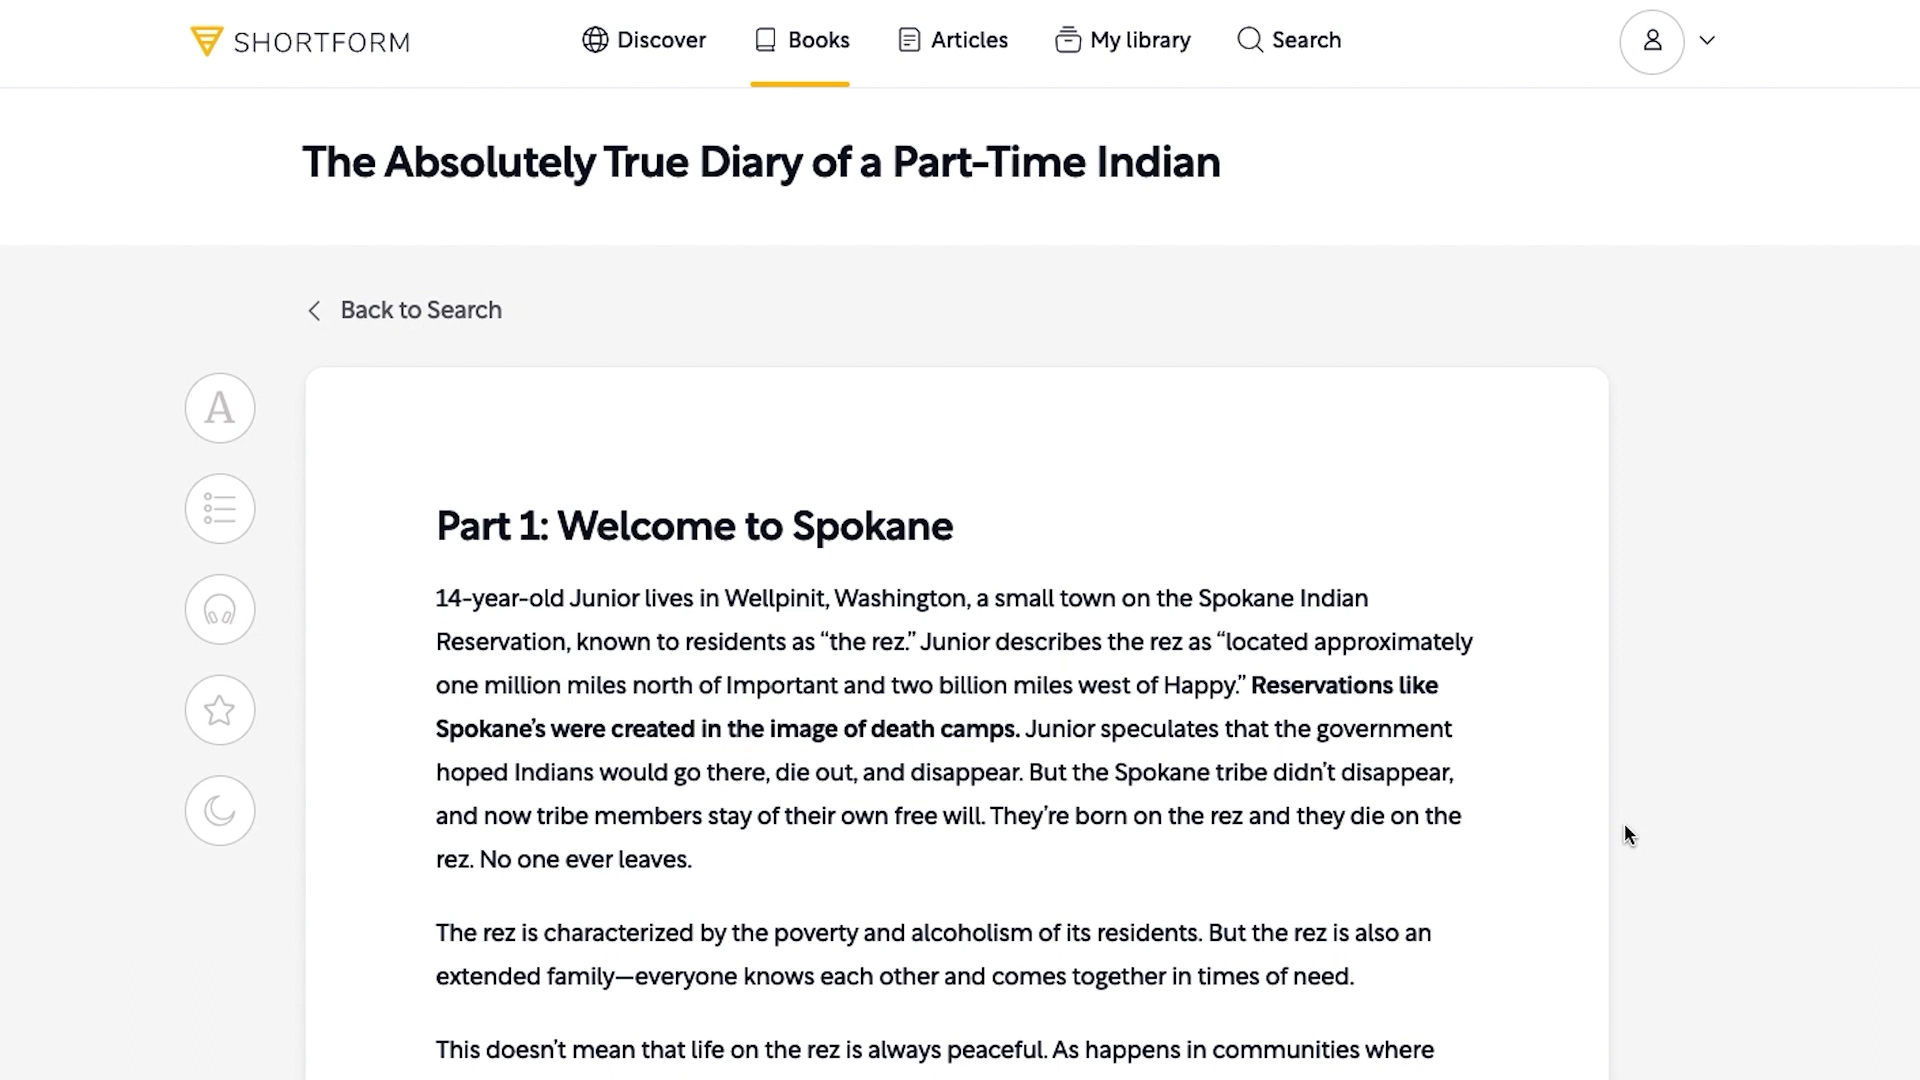 SHORTFORM
Discover
Books
Articles
My library
Search
The Absolutely True Diary of a Part-Time Indian
Back to Search
A
Part 1: Welcome to Spokane
14-year-old Junior lives in Wellpinit, Washington, a small town on the Spokane Indian
Reservation, known to residents as “the rez.” Junior describes the rez as “located approximately
one million miles north of Important and two billion miles west of Happy.” Reservations like
Spokane’s were created in the image of death camps. Junior speculates that the government
hoped Indians would go there, die out, and disappear. But the Spokane tribe didn’t disappear,
and now tribe members stay of their own free will. They’re born on the rez and they die on the
rez. No one ever leaves.
The rez is characterized by the poverty and alcoholism of its residents. But the rez is also an
extended family—everyone knows each other and comes together in times of need.
This doesn’t mean that life on the rez is always peaceful. As happens in communities where